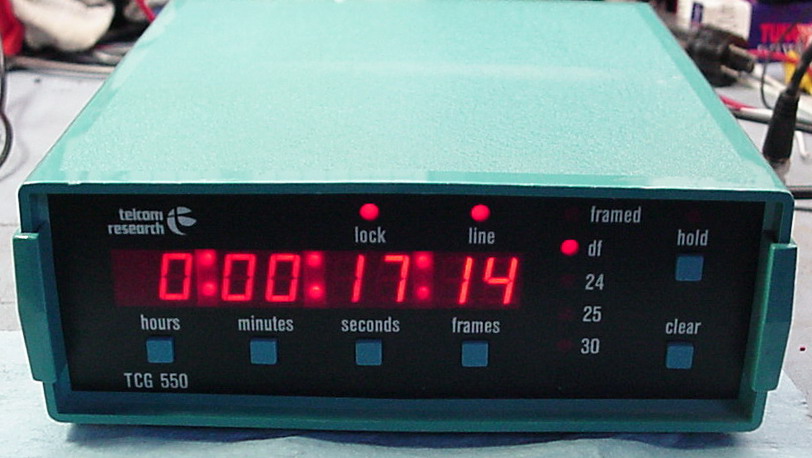 telcom
research
lock
line
framed
df
24
25
30
hold
0:00:17:14
hours
minutes
seconds
frames
clear
TCG 550